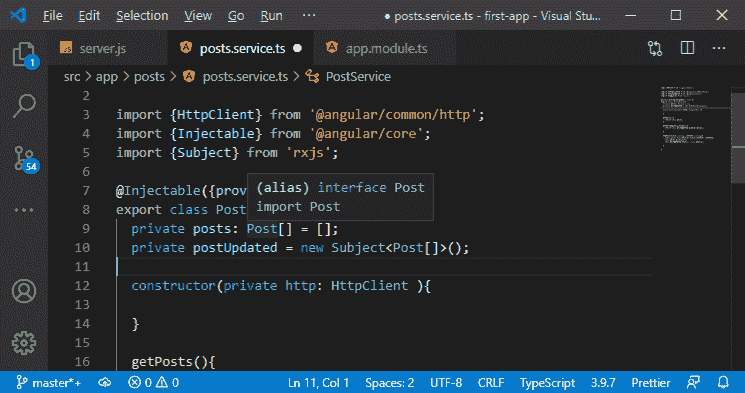 File Edit Selection View Go Run ··· ● posts.service.ts - first-app - Visual Stu...
server.js posts.service.ts ● app.module.ts
src > app > posts > posts.service.ts > PostService
2
3 import {HttpClient} from '@angular/common/http';
4 import {Injectable} from '@angular/core';
5 import {Subject} from 'rxjs';
6
(alias) interface Post
7 @Injectable({prov
import Post
8 export class Post
9 private posts: Post[] = [];
10 private postUpdated = new Subject<Post[]>();
11
12 constructor(private http: HttpClient ){
13
14 }
15
16 getPosts(){
1
54
master*+ 0 0 Ln 11, Col 1 Spaces: 2 UTF-8 CRLF TypeScript 3.9.7 Prettier